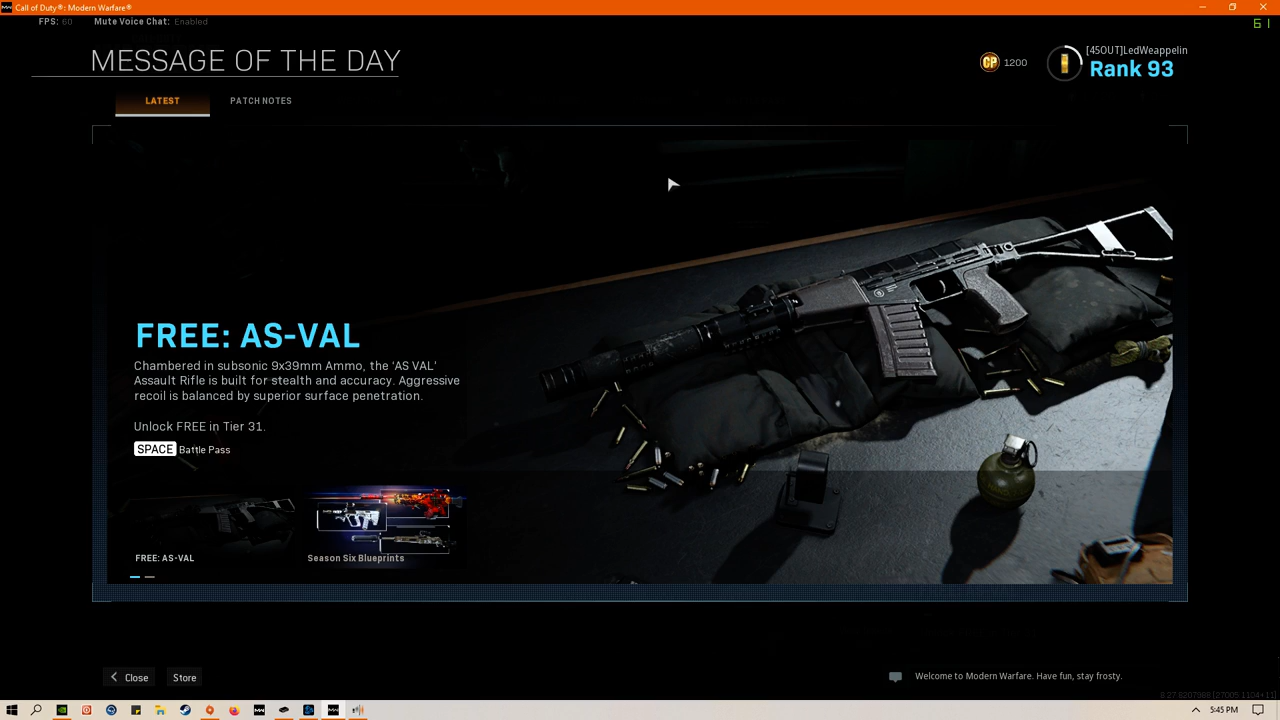 Call of Duty®: Modern Warfare®
FPS: 60 Mute Voice Chat: Enabled
61
MESSAGE OF THE DAY
CP 1200
[45OUT]LedWeappelin
Rank 93
LATEST PATCH NOTES
FREE: AS-VAL
Chambered in subsonic 9x39mm Ammo, the 'AS VAL'
Assault Rifle is built for stealth and accuracy. Aggressive
recoil is balanced by superior surface penetration.
Unlock FREE in Tier 31.
SPACE Battle Pass
FREE: AS-VAL
Season Six Blueprints
Close Store
Welcome to Modern Warfare. Have fun, stay frosty.
5:45 PM